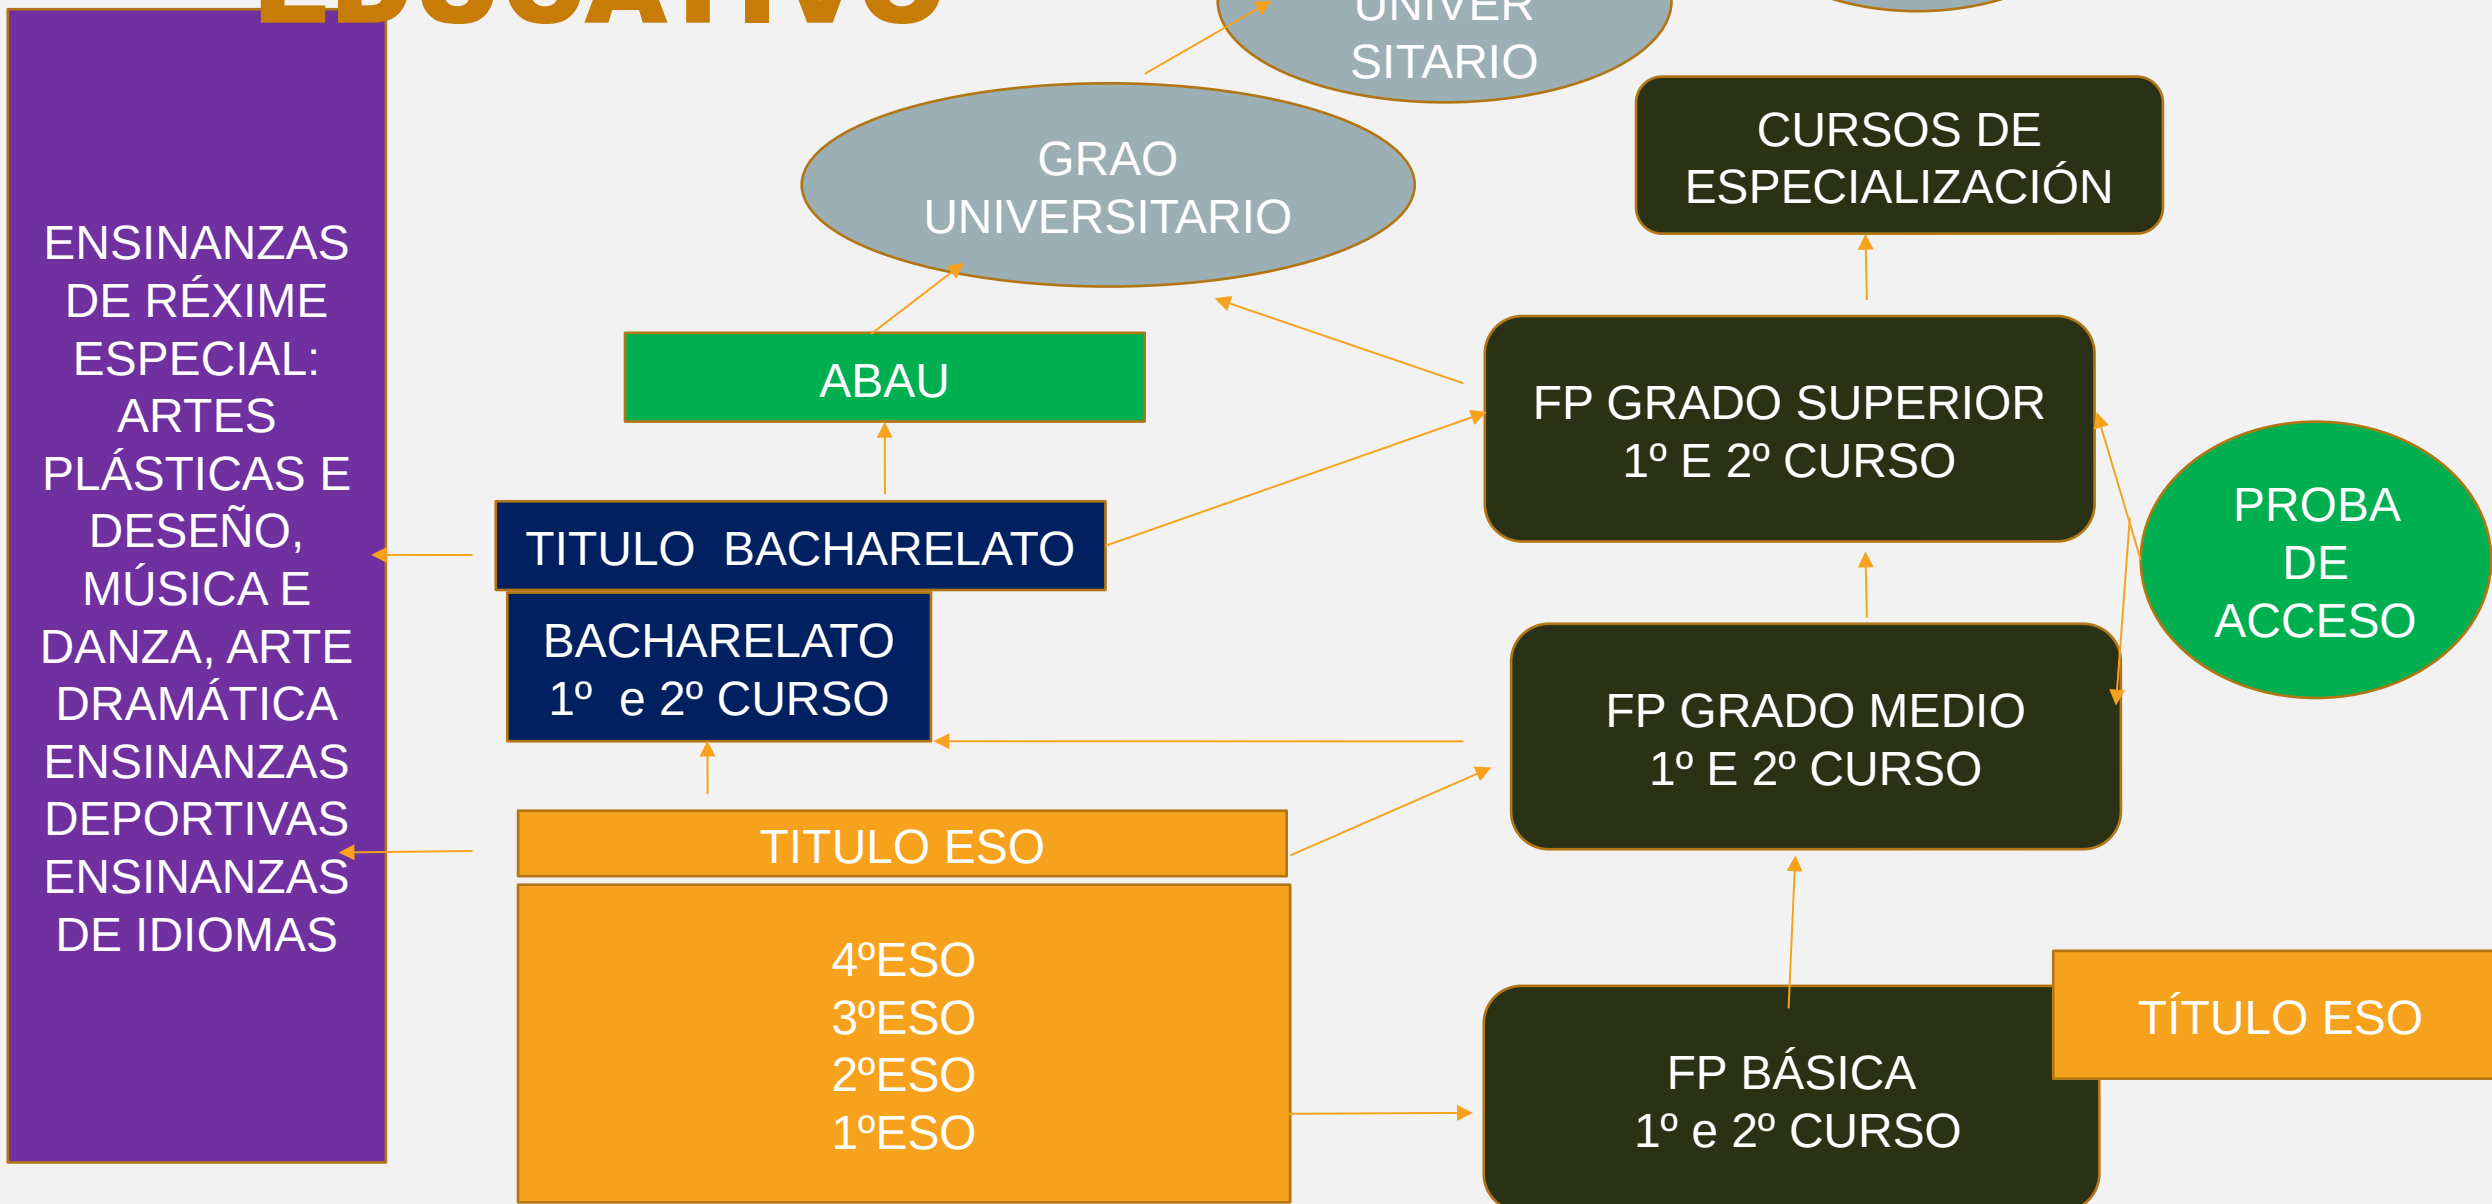 EDUCATIVO
UNIVER
SITARIO
CURSOS DE
ESPECIALIZACIÓN
GRAO
UNIVERSITARIO
ENSINANZAS
DE RÉXIME
ESPECIAL:
ARTES
PLÁSTICAS E
DESEÑO,
MÚSICA E
DANZA, ARTE
DRAMÁTICA
ENSINANZAS
DEPORTIVAS
ENSINANZAS
DE IDIOMAS
ABAU
FP GRADO SUPERIOR
1º E 2º CURSO
PROBA
DE
ACCESO
TITULO  BACHARELATO
BACHARELATO
1º  e 2º CURSO
FP GRADO MEDIO
1º E 2º CURSO
TITULO ESO
4ºESO
3ºESO
2ºESO
1ºESO
FP BÁSICA
1º e 2º CURSO
TÍTULO ESO